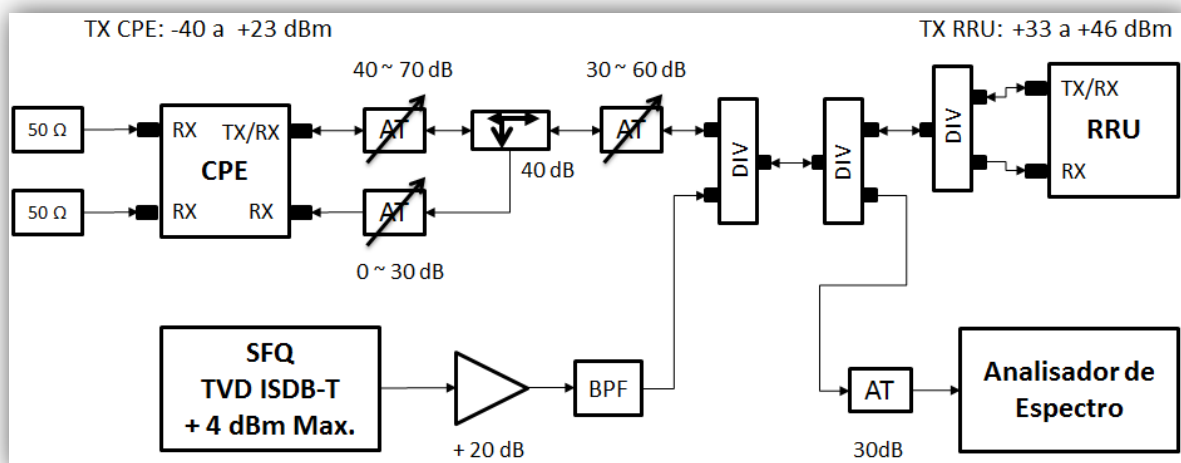 TX CPE: -40 a +23 dBm
TX RRU: +33 a +46 dBm
40 ~ 70 dB
30 ~ 60 dB
50 Ω
RX
TX/RX
CPE
AT
AT
DIV
DIV
DIV
TX/RX
RRU
RX
40 dB
50 Ω
RX
RX
AT
0 ~ 30 dB
SFQ
TVD ISDB-T
+ 4 dBm Max.
+ 20 dB
BPF
AT
30dB
Analisador de
Espectro